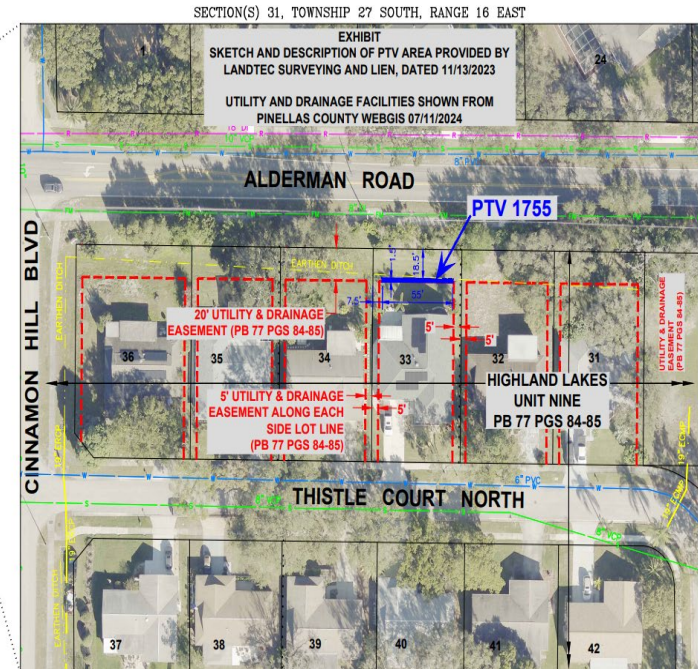 SECTION(S) 31, TOWNSHIP 27 SOUTH, RANGE 16 EAST
EXHIBIT
SKETCH AND DESCRIPTION OF PTV AREA PROVIDED BY
LANDTEC SURVEYING AND LIEN, DATED 11/13/2023
UTILITY AND DRAINAGE FACILITIES SHOWN FROM
PINELLAS COUNTY WEBGIS 07/11/2024
1
24
R
W
8" PVC
ALDERMAN ROAD
PTV 1755
CINNAMON HILL BLVD
EARTHEN DITCH
EARTHEN DITCH
1.5'
18.5'
7.5'
55'
20' UTILITY & DRAINAGE
EASEMENT (PB 77 PGS 84-85)
5'
5'
36
35
34
33
32
31
UTILITY & DRAINAGE
EASEMENT
(PB 77 PGS 84-85)
5' UTILITY & DRAINAGE
EASEMENT ALONG EACH
SIDE LOT LINE
(PB 77 PGS 84-85)
5'
HIGHLAND LAKES
UNIT NINE
PB 77 PGS 84-85
6" PVC
THISTLE COURT NORTH
8" VCP
EARTHEN DITCH
37
38
39
40
41
42